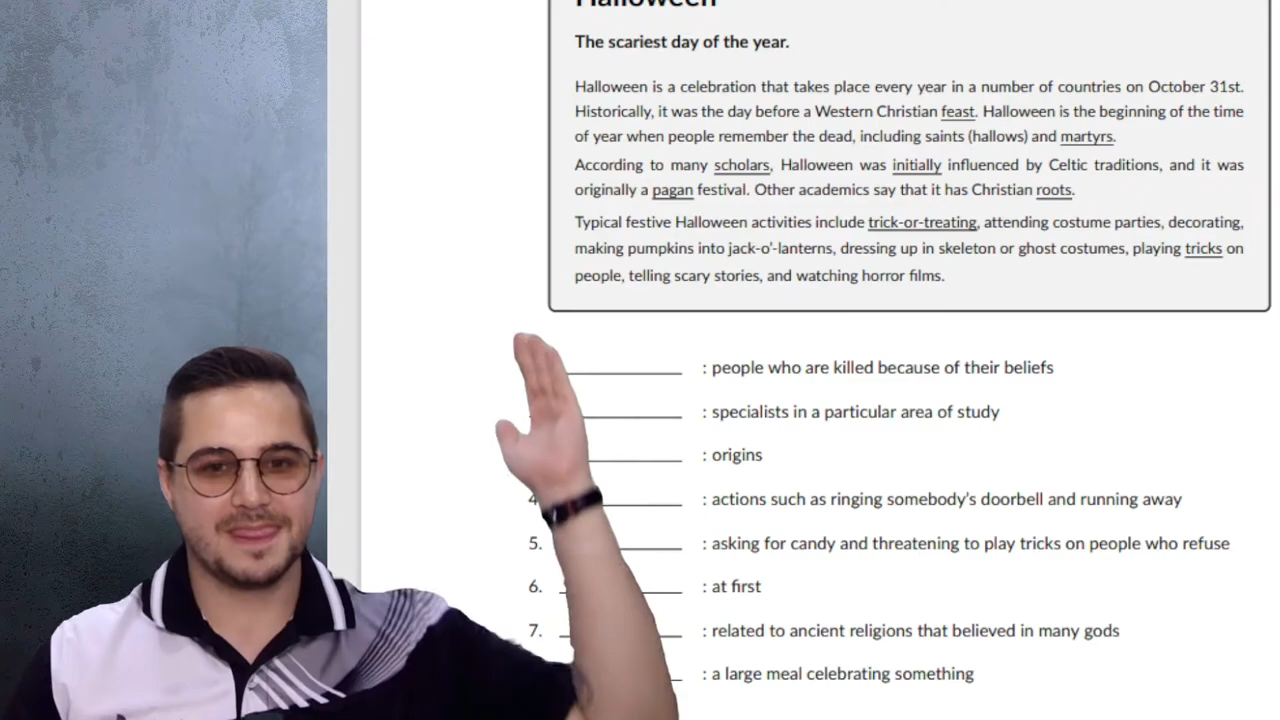 Halloween
The scariest day of the year.
Halloween is a celebration that takes place every year in a number of countries on October 31st.
Historically, it was the day before a Western Christian feast. Halloween is the beginning of the time
of year when people remember the dead, including saints (hallows) and martyrs.
According to many scholars, Halloween was initially influenced by Celtic traditions, and it was
originally a pagan festival. Other academics say that it has Christian roots.
Typical festive Halloween activities include trick-or-treating, attending costume parties, decorating,
making pumpkins into jack-o'-lanterns, dressing up in skeleton or ghost costumes, playing tricks on
people, telling scary stories, and watching horror films.
: people who are killed because of their beliefs
: specialists in a particular area of study
: origins
4 : actions such as ringing somebody's doorbell and running away
5. : asking for candy and threatening to play tricks on people who refuse
6. : at first
7. : related to ancient religions that believed in many gods
: a large meal celebrating something